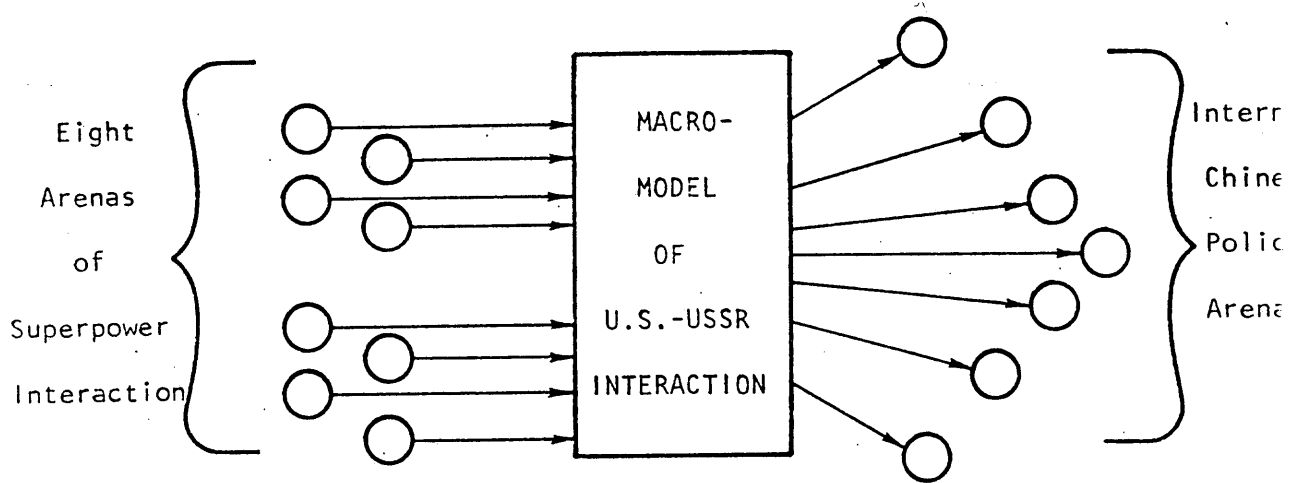 Eight
Arenas
of
Superpower
Interaction
MACRO-
MODEL
OF
U.S.-USSR
INTERACTION